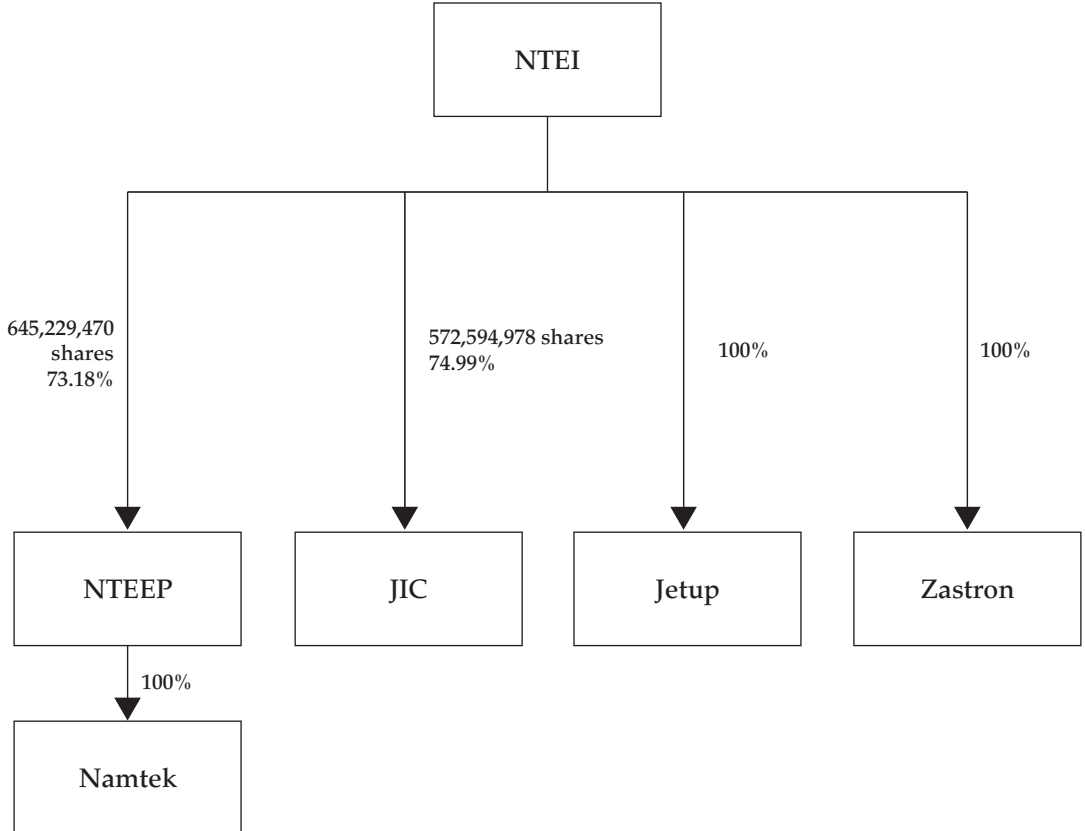 NTEI
645,229,470
shares
73.18%
572,594,978 shares
74.99%
100%
100%
NTEEP
JIC
Jetup
Zastron
100%
Namtek